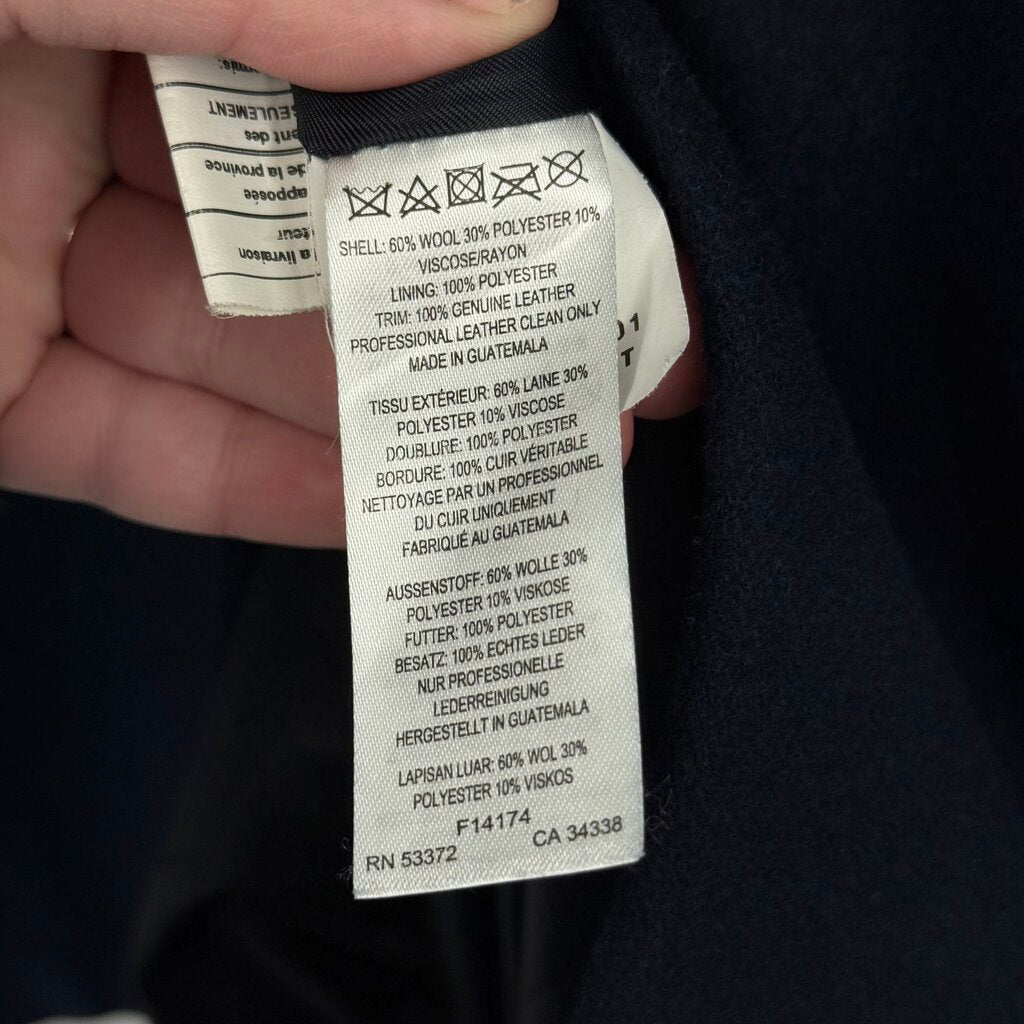 SHELL: 60% WOOL 30% POLYESTER 10%
VISCOSE/RAYON
LINING: 100% POLYESTER
TRIM: 100% GENUINE LEATHER
PROFESSIONAL LEATHER CLEAN ONLY
MADE IN GUATEMALA
TISSU EXTÉRIEUR: 60% LAINE 30%
POLYESTER 10% VISCOSE
DOUBLURE: 100% POLYESTER
BORDURE: 100% CUIR VÉRITABLE
NETTOYAGE PAR UN PROFESSIONNEL
DU CUIR UNIQUEMENT
FABRIQUÉ AU GUATEMALA
AUSSENSTOFF: 60% WOLLE 30%
POLYESTER 10% VISKOSE
FUTTER: 100% POLYESTER
BESATZ: 100% ECHTES LEDER
NUR PROFESSIONELLE
LEDERREINIGUNG
HERGESTELLT IN GUATEMALA
LAPISAN LUAR: 60% WOL 30%
POLYESTER 10% VISKOS
F14174
RN 53372 CA 34338
a livraison
apposée
de la province
ent des